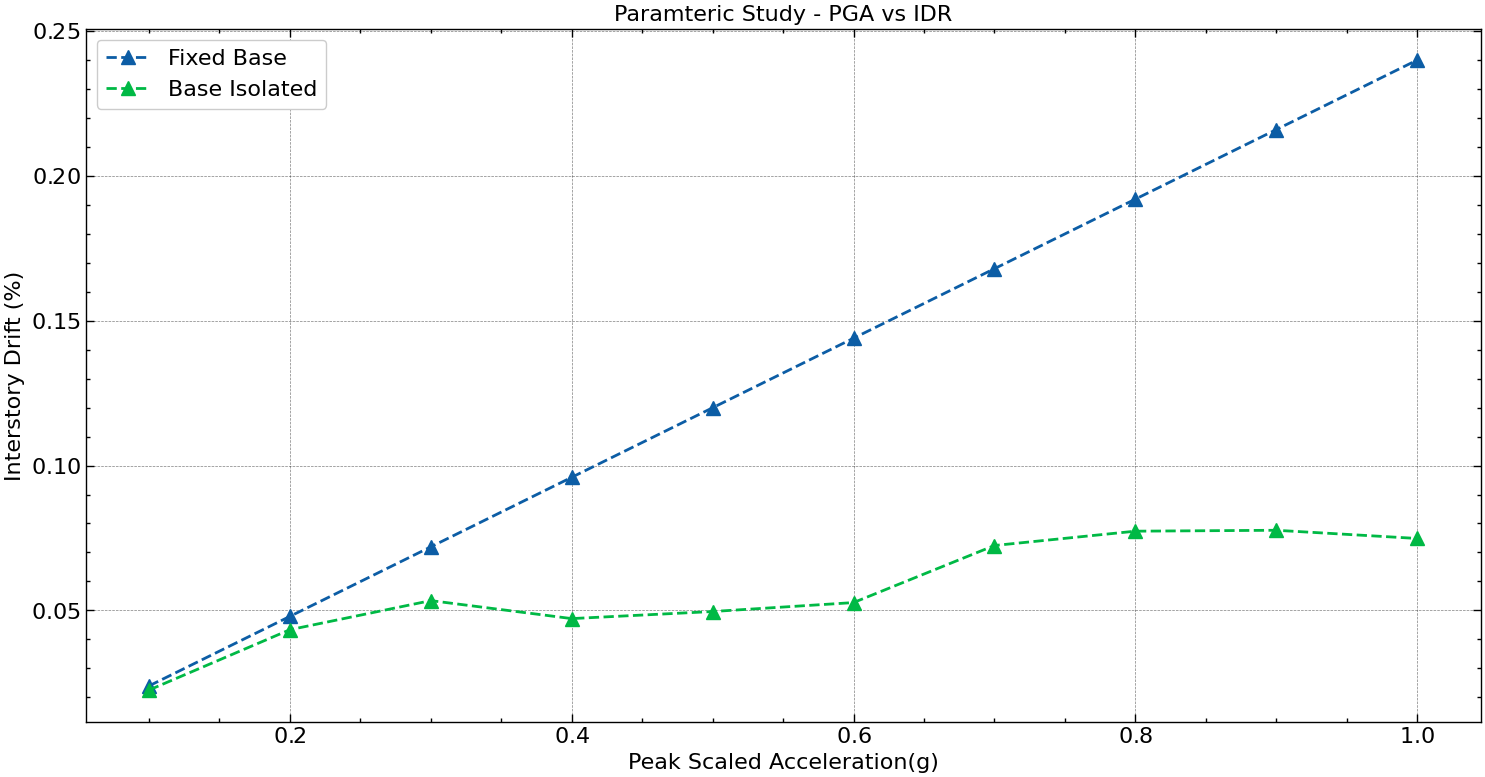 Paramteric Study - PGA vs IDR
Fixed Base
Base Isolated
Interstory Drift (%)
0.25
0.20
0.15
0.10
0.05
0.2 0.4 0.6 0.8 1.0
Peak Scaled Acceleration(g)